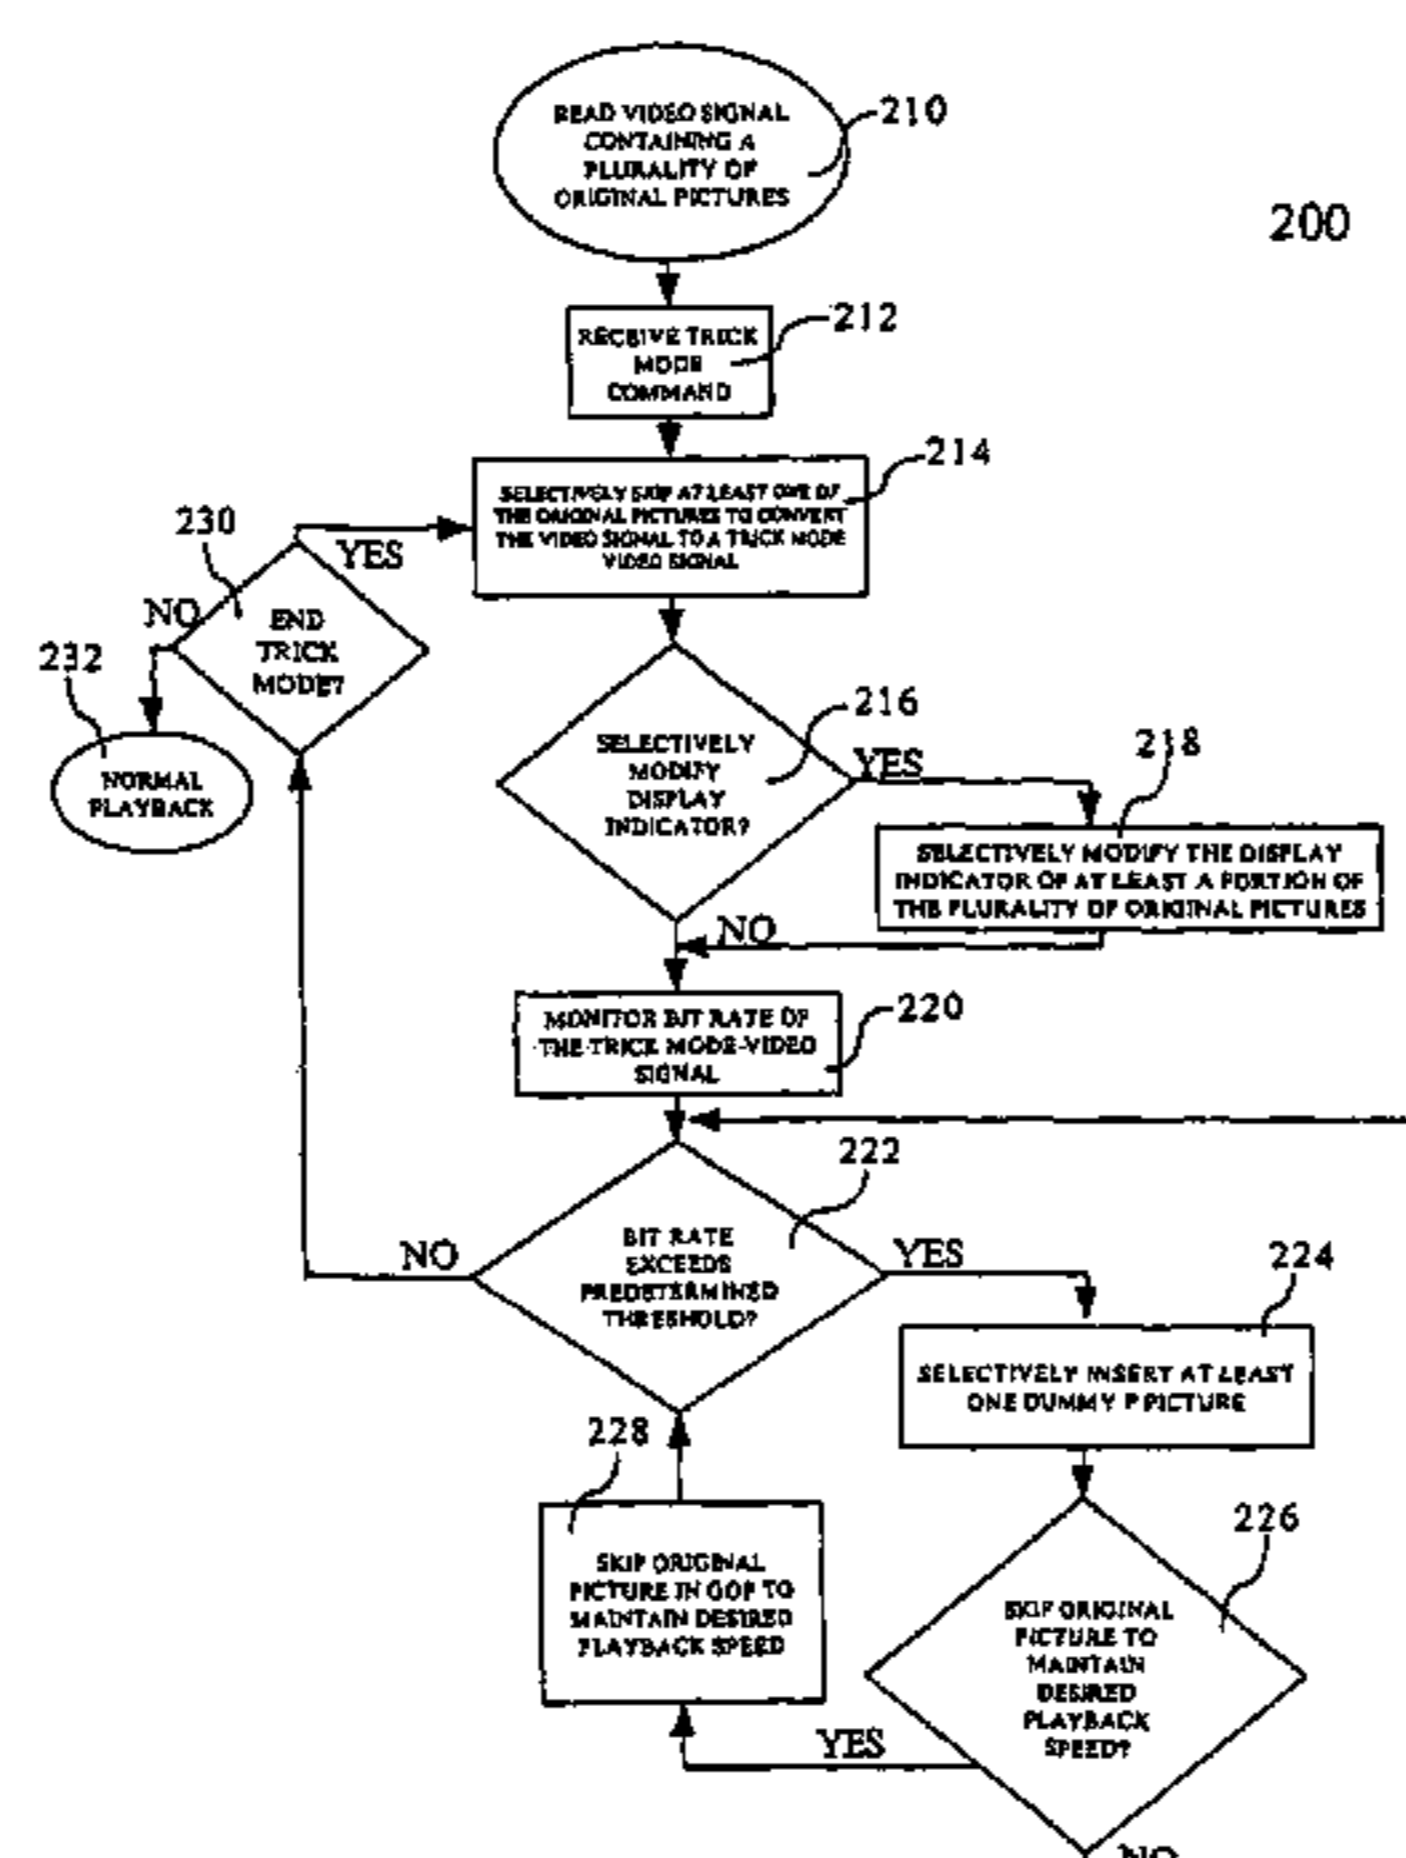 READ VIDEO SIGNAL
CONTAINING A
PLURALITY OF
ORIGINAL PICTURES
210
200
RECEIVE TRICK
MODE
COMMAND
212
SELECTIVELY SKIP AT LEAST ONE OF
THE ORIGINAL PICTURES TO CONVERT
THE VIDEO SIGNAL TO A TRICK MODE
VIDEO SIGNAL
214
230
YES
NO
END
TRICK
MODE?
232
NORMAL
PLAYBACK
216
SELECTIVELY
MODIFY
DISPLAY
INDICATOR?
YES
218
SELECTIVELY MODIFY THE DISPLAY
INDICATOR OF AT LEAST A PORTION OF
THE PLURALITY OF ORIGINAL PICTURES
NO
MONITOR BIT RATE OF
THE TRICK MODE VIDEO
SIGNAL
220
222
BIT RATE
EXCEEDS
PREDETERMINED
THRESHOLD?
NO
YES
224
SELECTIVELY INSERT AT LEAST
ONE DUMMY P PICTURE
228
SKIP ORIGINAL
PICTURE IN GOP TO
MAINTAIN DESIRED
PLAYBACK SPEED
226
SKIP ORIGINAL
PICTURE TO
MAINTAIN
DESIRED
PLAYBACK
SPEED?
YES
NO